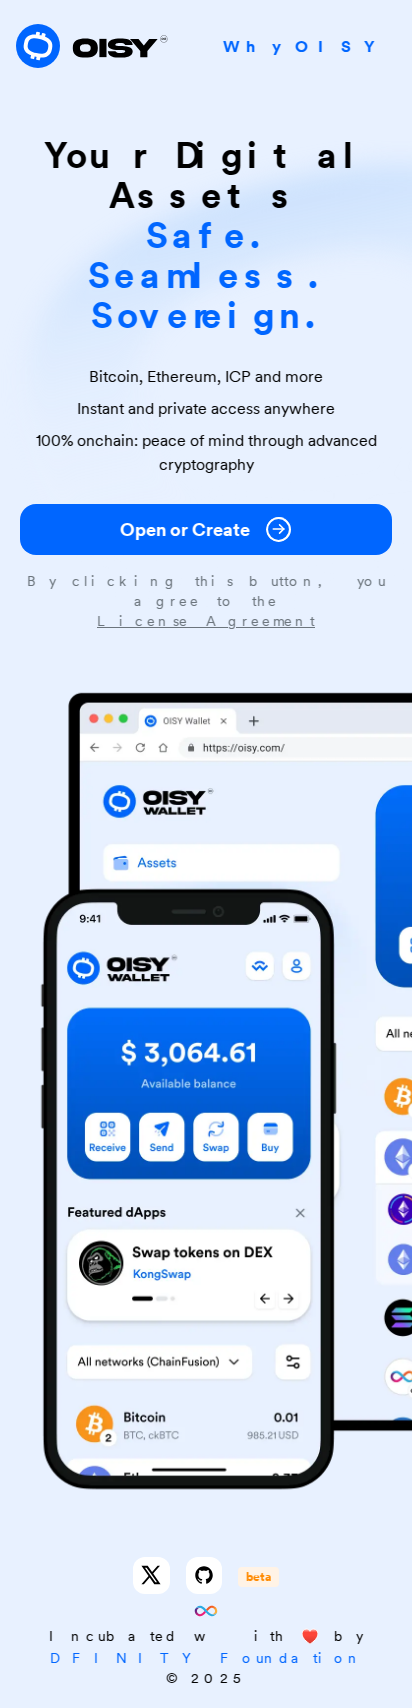 OISY
Why OISY
Your Digital
Assets
Safe.
Seamless.
Sovereign.
Bitcoin, Ethereum, ICP and more
Instant and private access anywhere
100% onchain: peace of mind through advanced
cryptography
Open or Create
By clicking this button, you
agree to the
License Agreement
OISY Wallet
https://oisy.com/
OISY
WALLET
Assets
9:41
OISY
WALLET
$ 3,064.61
Available balance
Receive
Send
Swap
Buy
All
Featured dApps
Swap tokens on DEX
KongSwap
All networks (ChainFusion)
Bitcoin
0.01
BTC, ckBTC
985.21 USD
2
beta
Incubated with ❤️ by
DFINITY Foundation
© 2025